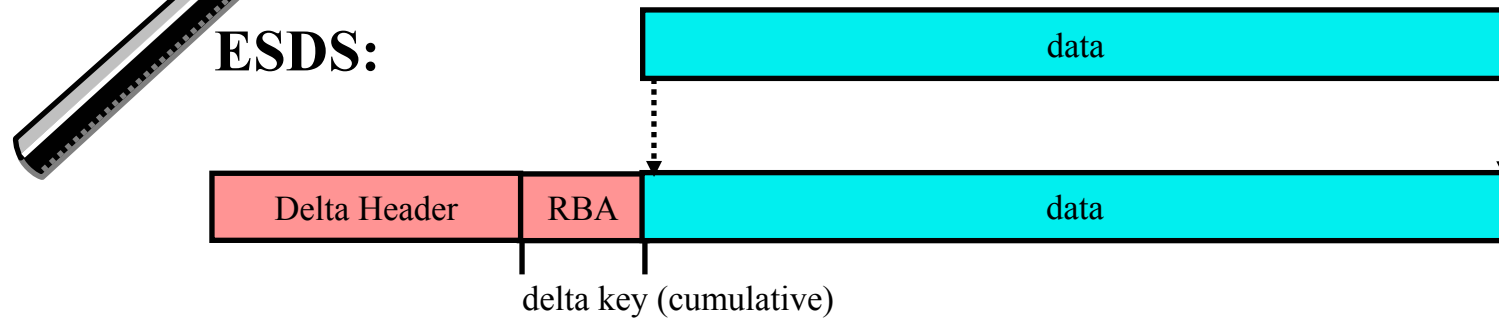 ESDS:
data
Delta Header
RBA
data
delta key (cumulative)